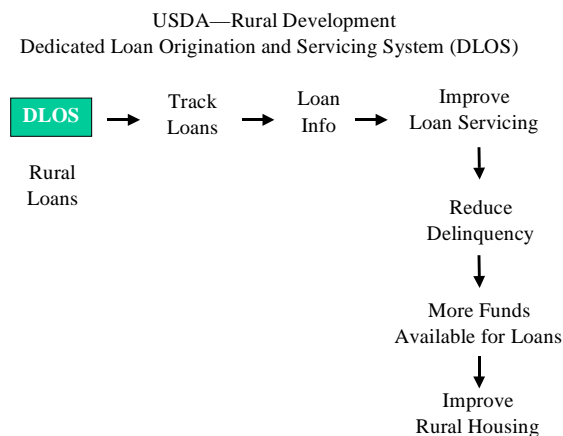 USDA—Rural Development
Dedicated Loan Origination and Servicing System (DLOS)
DLOS
Track
Loans
Loan
Info
Improve
Loan Servicing
Rural
Loans
Reduce
Delinquency
More Funds
Available for Loans
Improve
Rural Housing